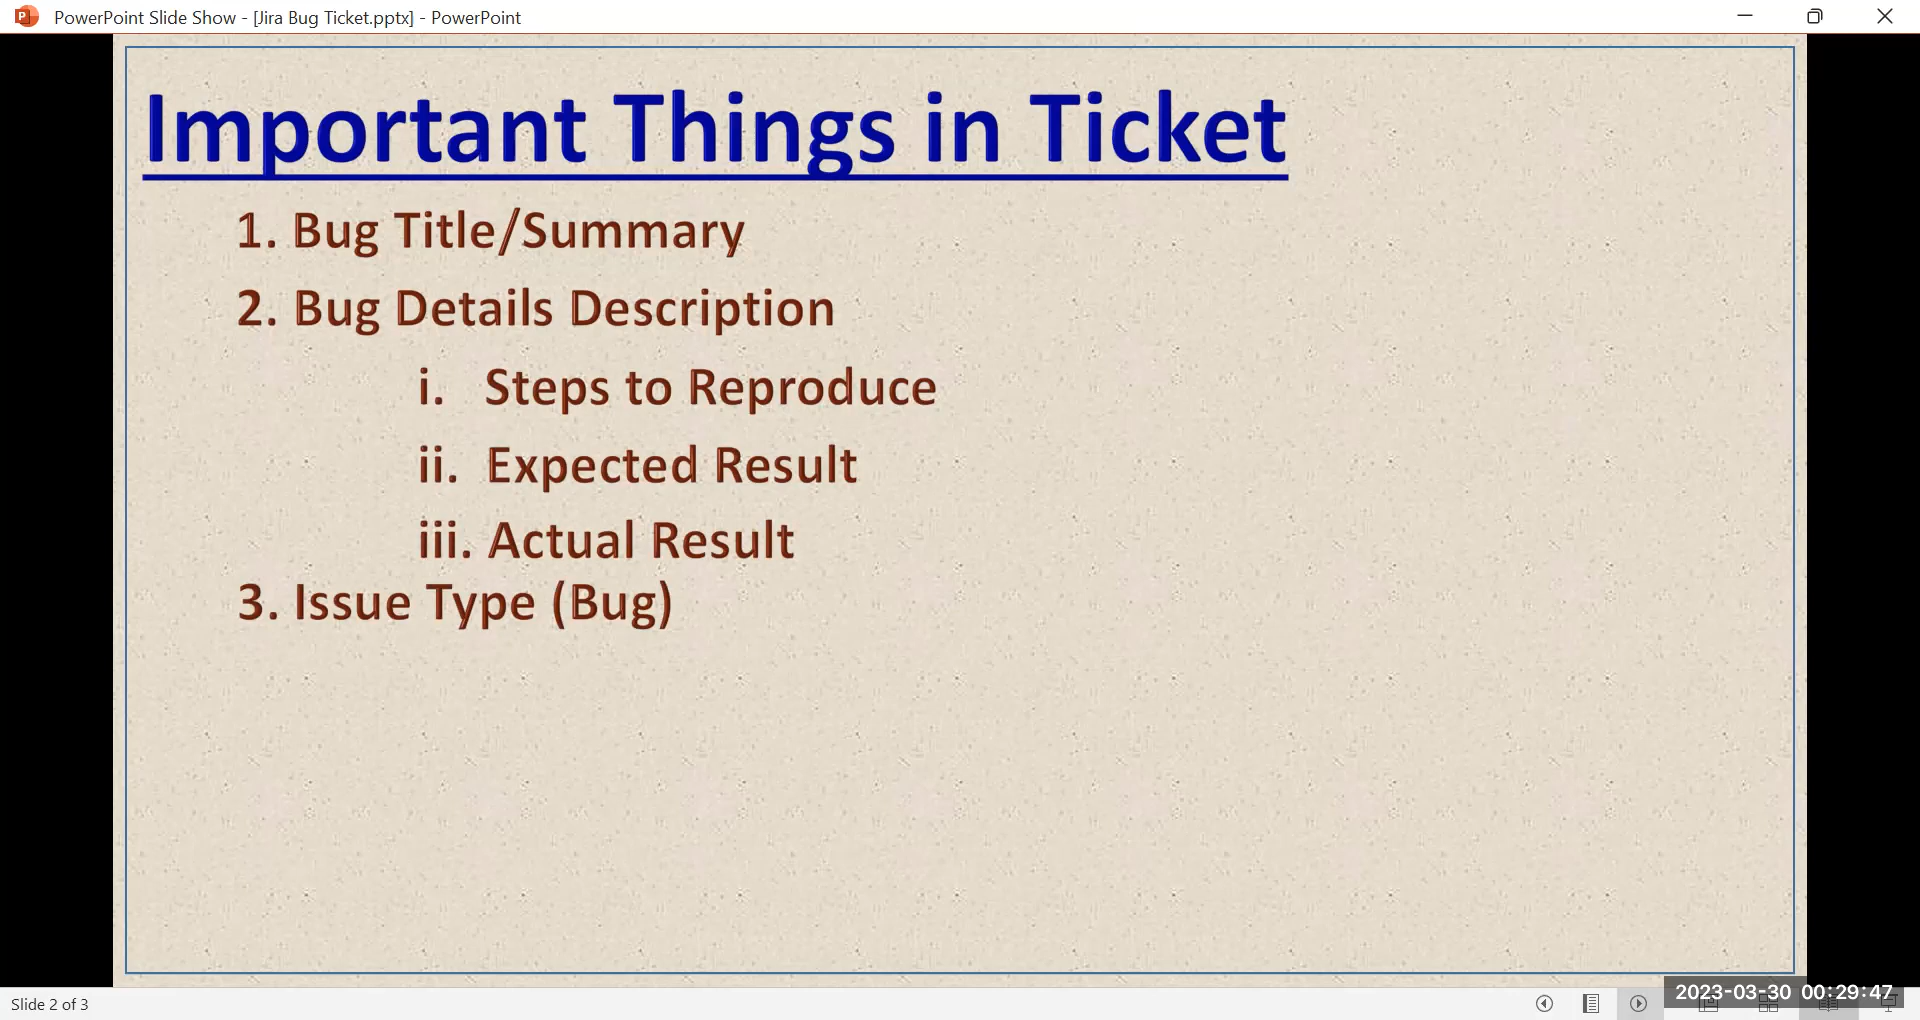 PowerPoint Slide Show - [Jira Bug Ticket.pptx] - PowerPoint
Important Things in Ticket
1. Bug Title/Summary
2. Bug Details Description
i. Steps to Reproduce
ii. Expected Result
iii. Actual Result
3. Issue Type (Bug)
2023-03-30 00:29:47
Slide 2 of 3